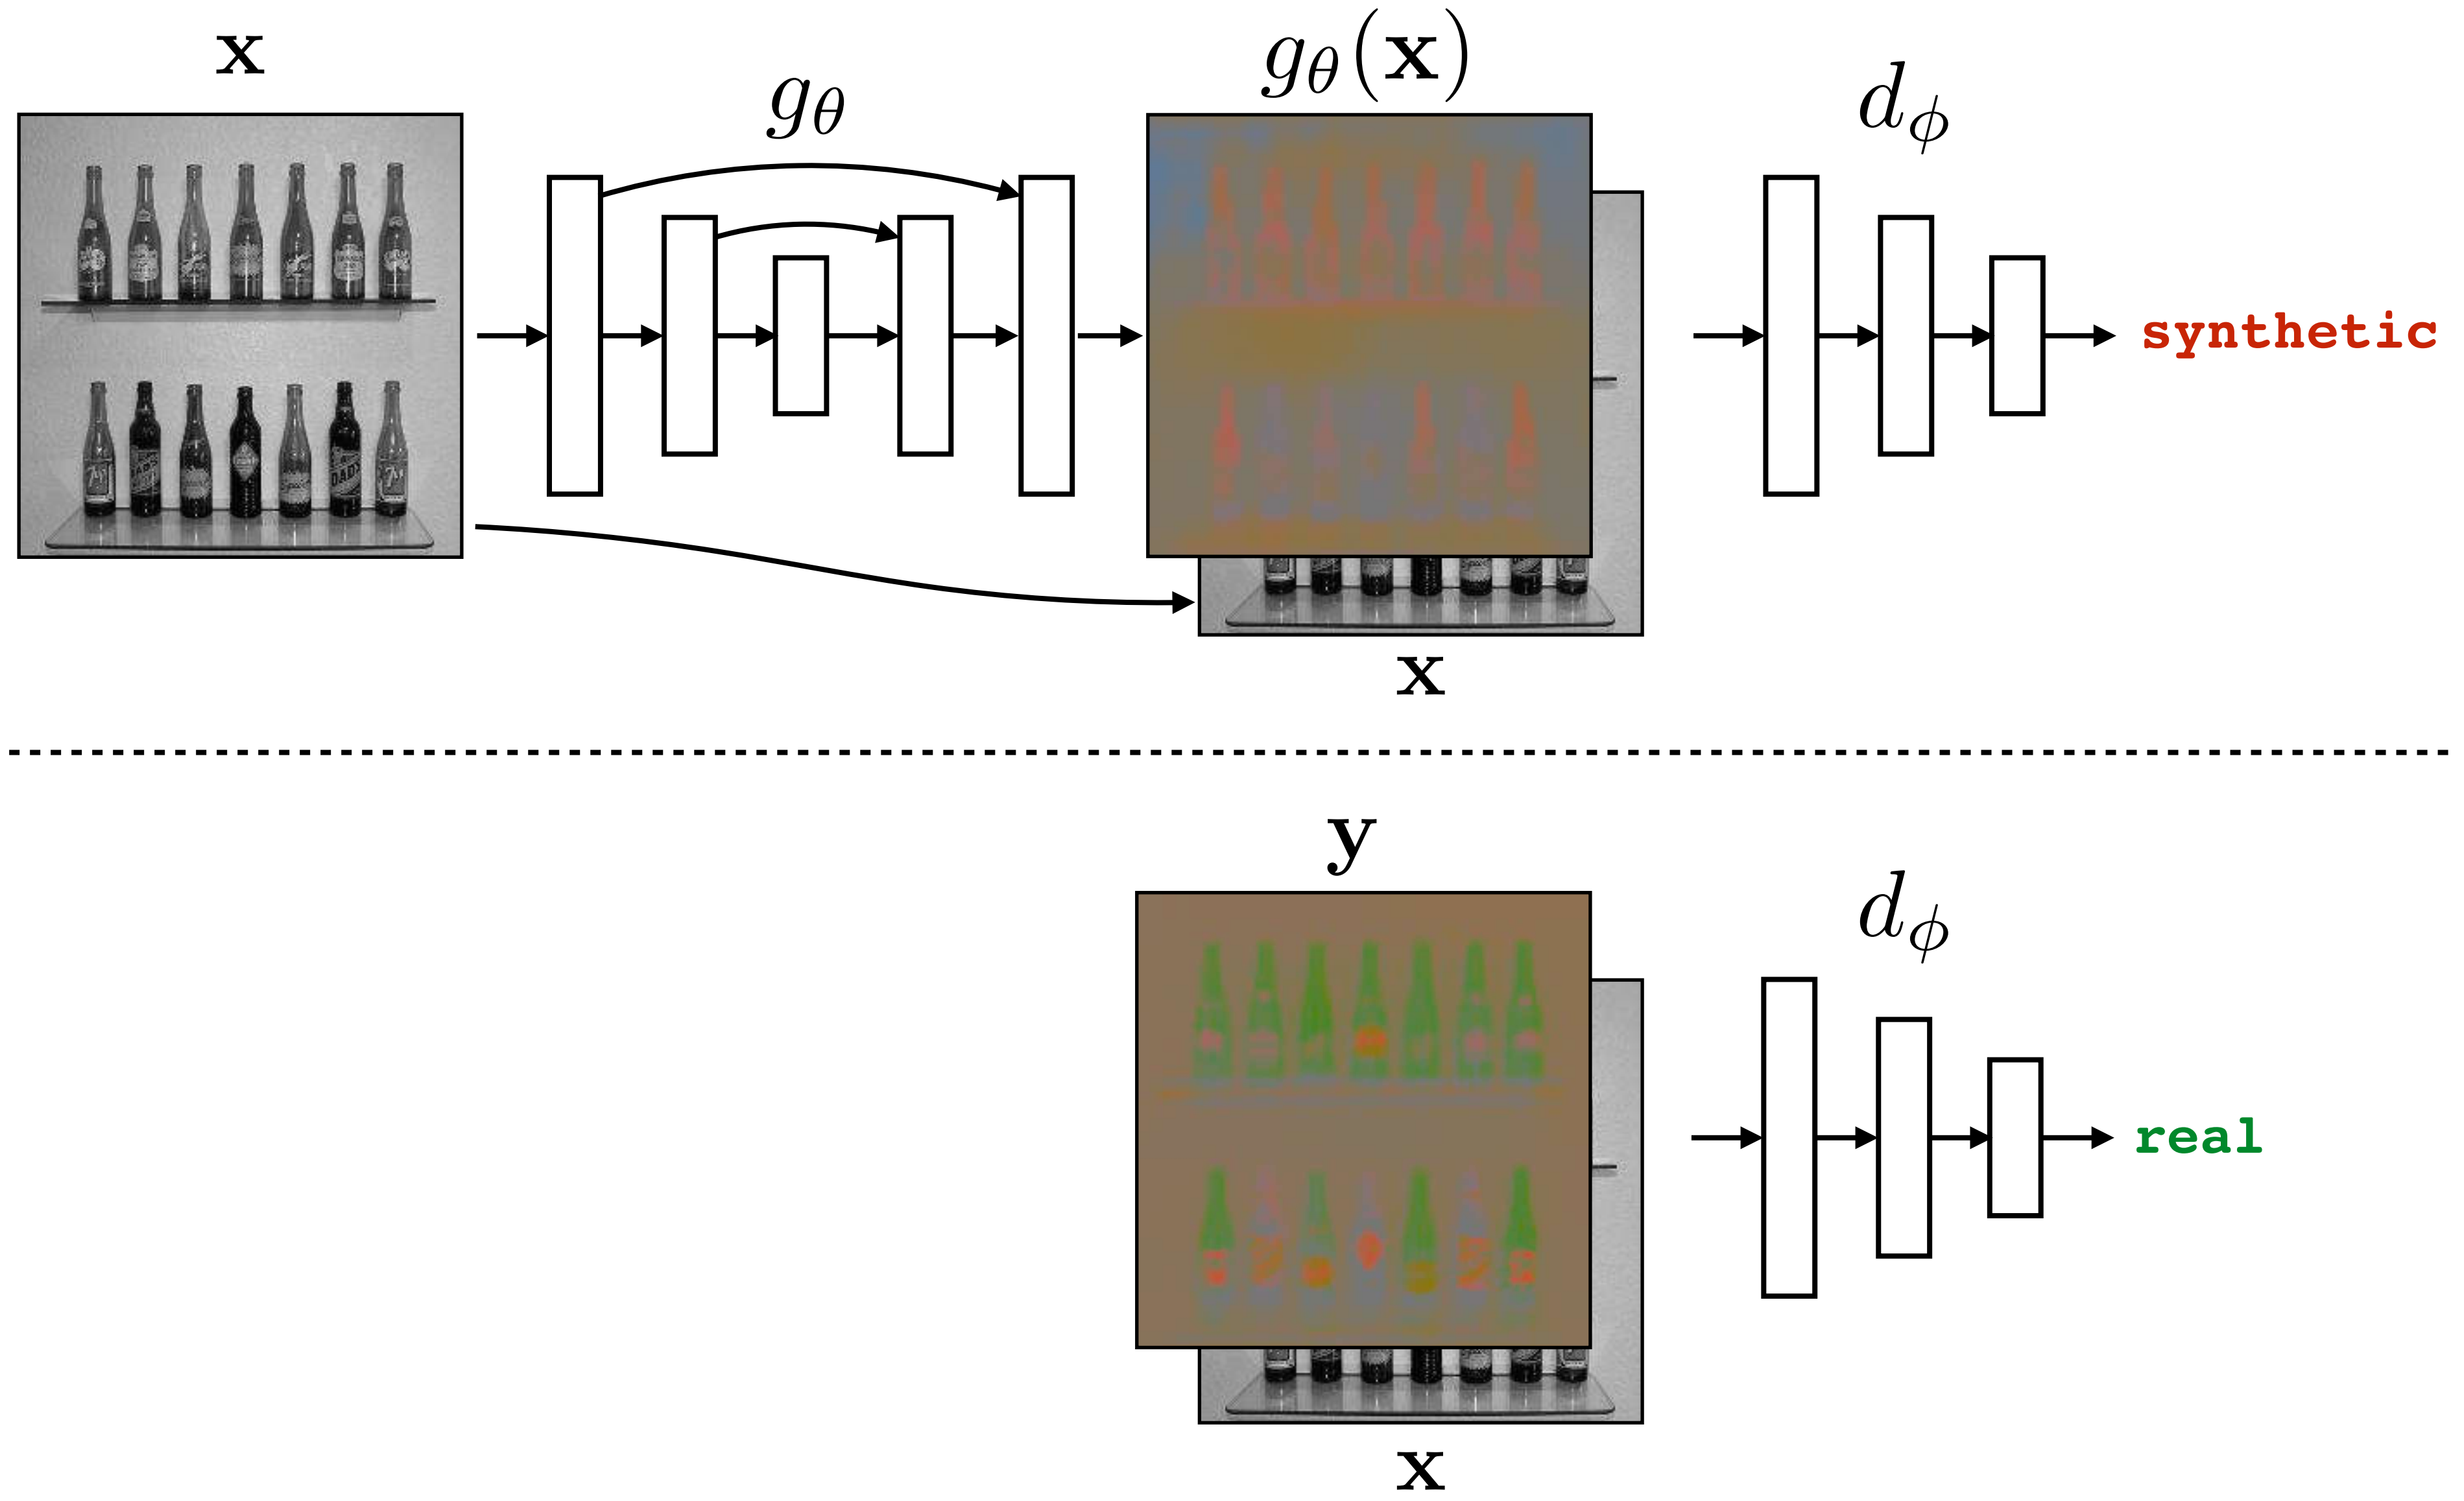 x
g_θ
g_θ(x)
d_ϕ
synthetic
x
y
d_ϕ
real
x